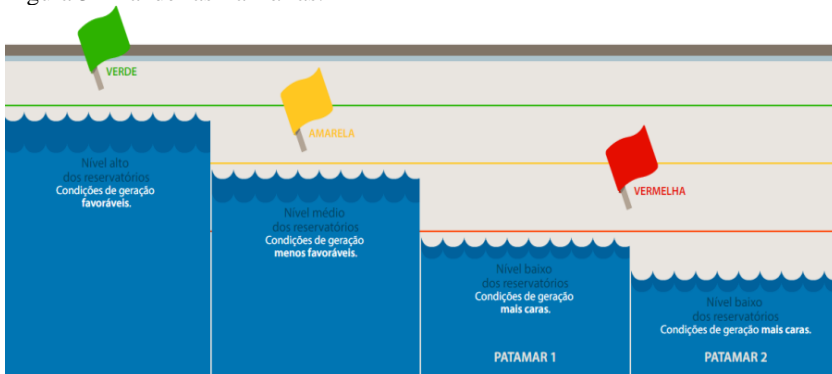 VERDE
AMARELA
VERMELHA
Nível alto
dos reservatórios
Condições de geração
favoráveis.
Nível médio
dos reservatórios
Condições de geração
menos favoráveis.
Nível baixo
dos reservatórios
Condições de geração
mais caras.
PATAMAR 1
Nível baixo
dos reservatórios
Condições de geração mais caras.
PATAMAR 2